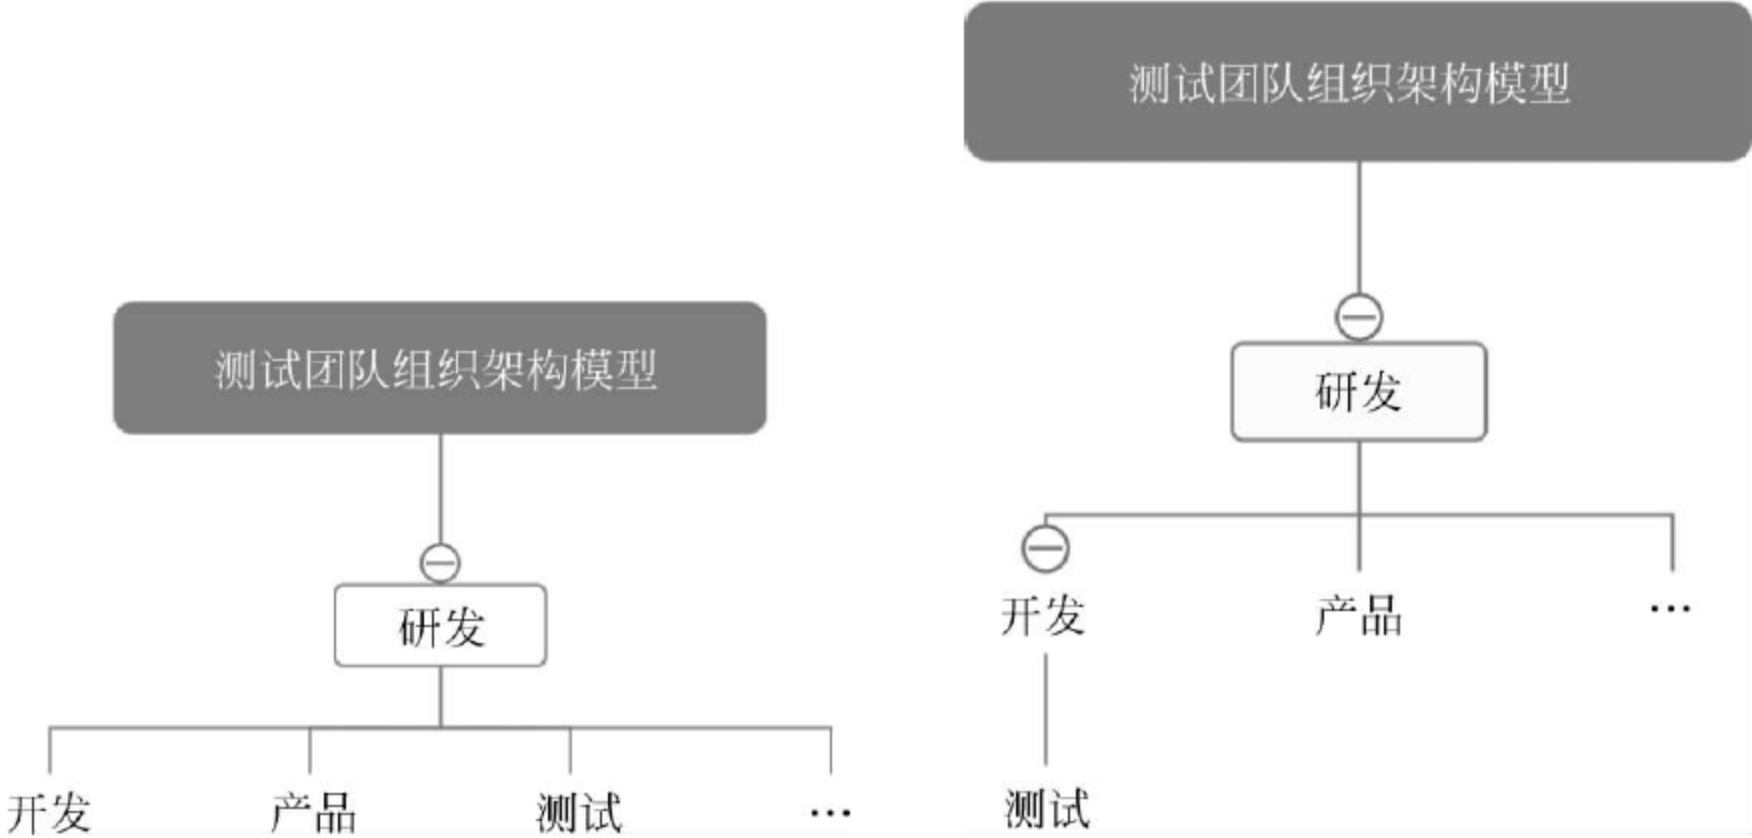 测试团队组织架构模型
研发
开发 产品 测试 …
测试团队组织架构模型
研发
开发 产品 …
测试